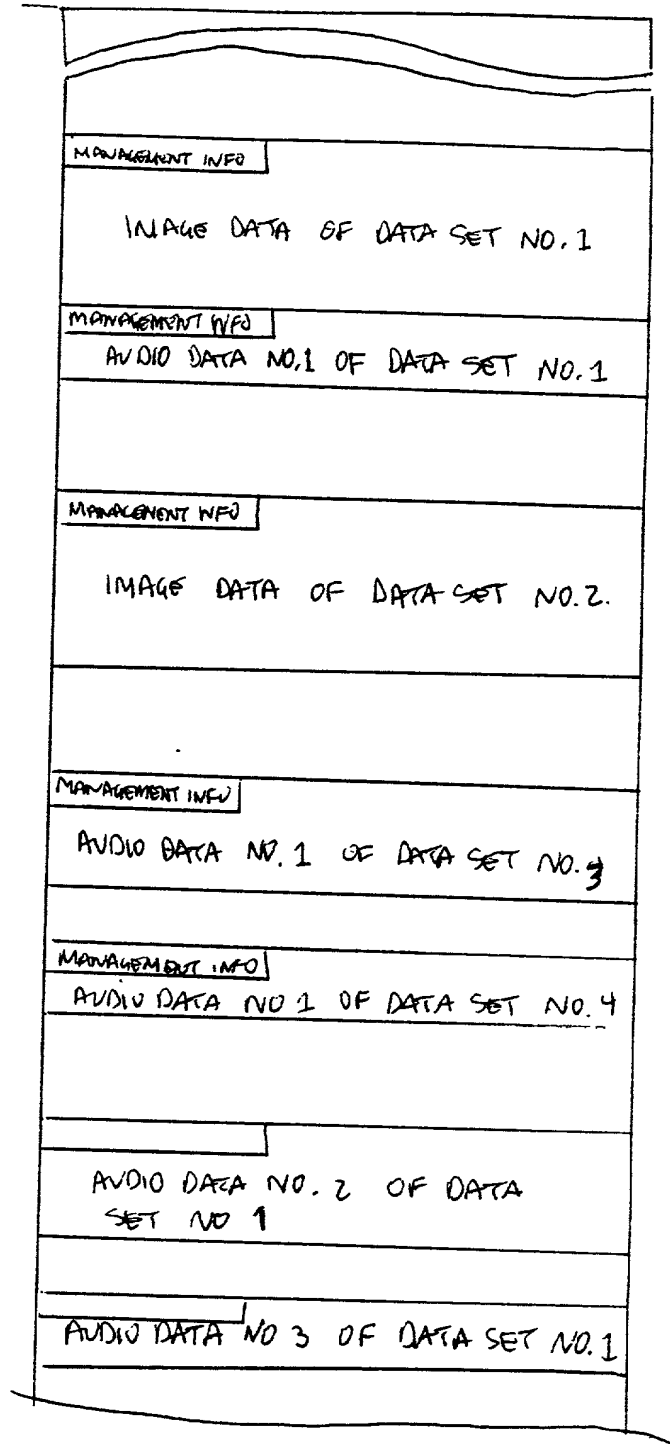 MANAGEMENT INFO
IMAGE DATA OF DATA SET NO. 1
MANAGEMENT INFO
AUDIO DATA NO. 1 OF DATA SET NO. 1
MANAGEMENT INFO
IMAGE DATA OF DATA SET NO. 2.
MANAGEMENT INFO
AUDIO DATA NO. 1 OF DATA SET NO. 3
MANAGEMENT INFO
AUDIO DATA NO 1 OF DATA SET NO. 4
AUDIO DATA NO. 2 OF DATA
SET NO 1
AUDIO DATA NO 3 OF DATA SET NO. 1